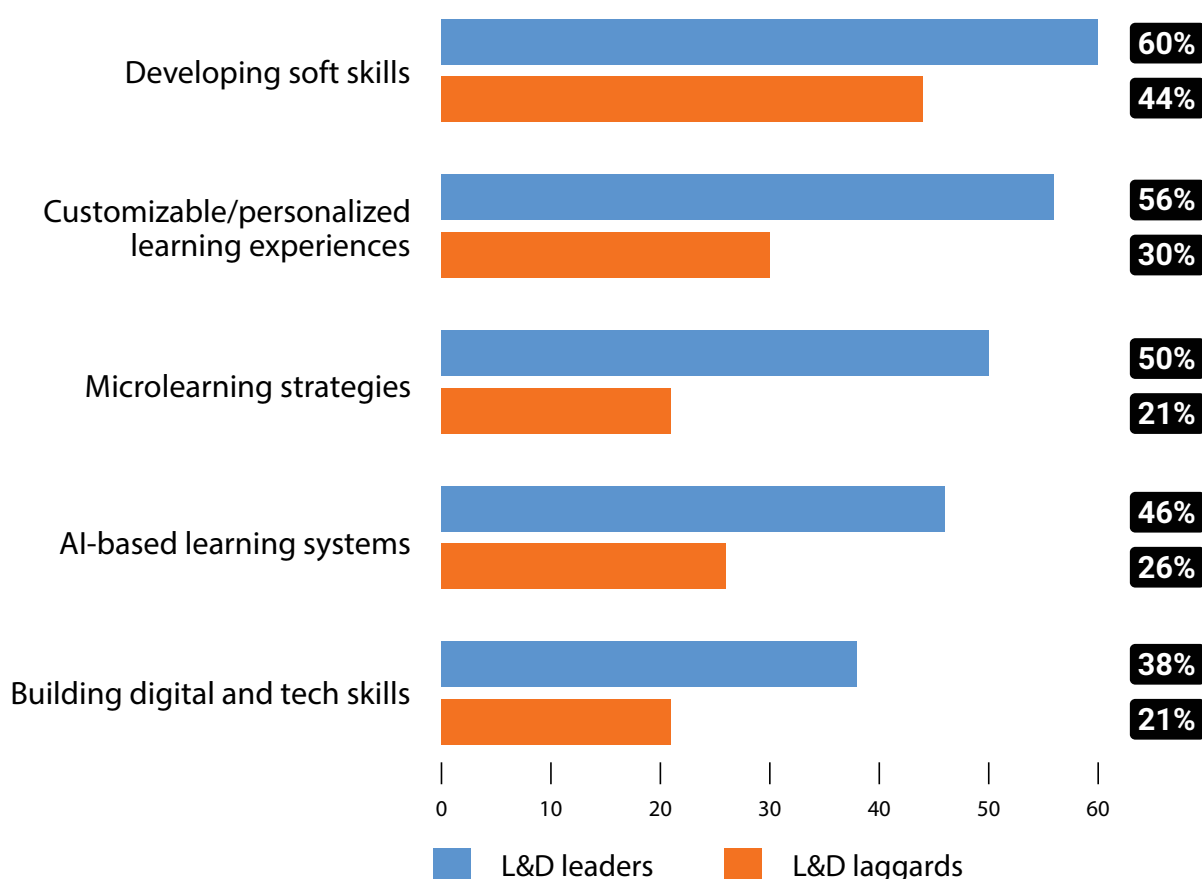 Developing soft skills
60%
44%
Customizable/personalized
learning experiences
56%
30%
Microlearning strategies
50%
21%
AI-based learning systems
46%
26%
Building digital and tech skills
38%
21%
0 10 20 30 40 50 60
L&D leaders L&D laggards